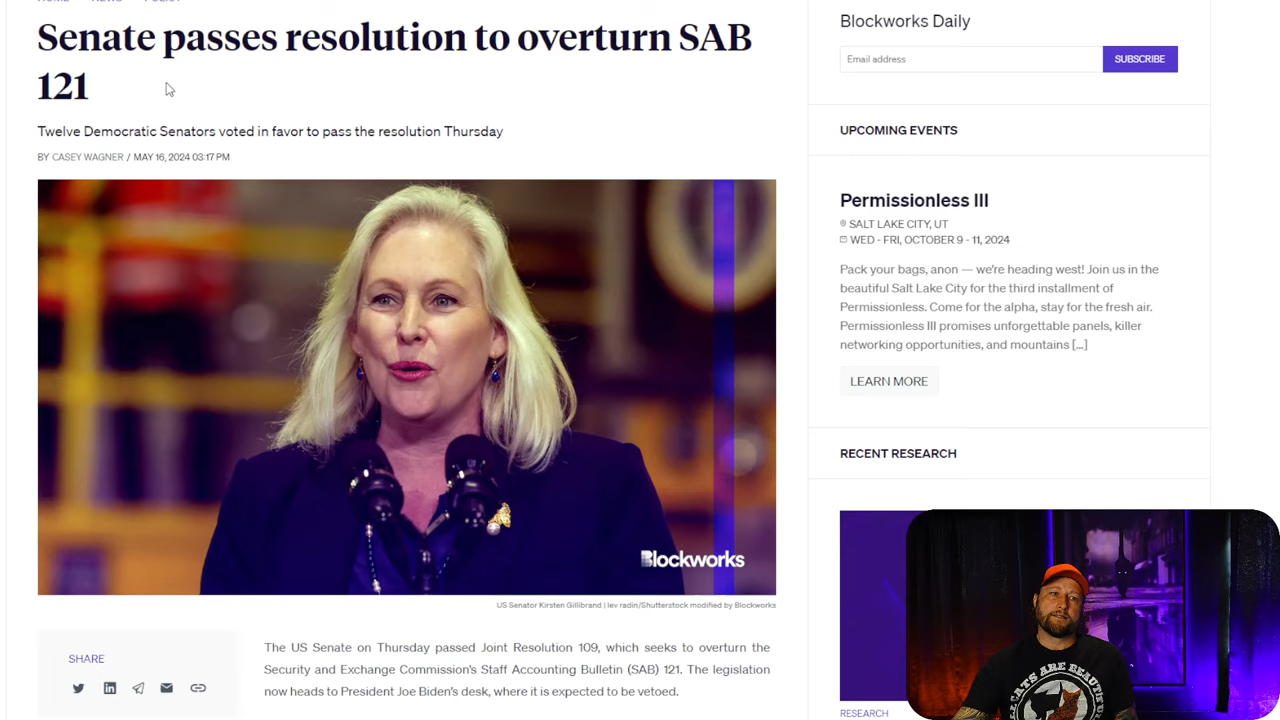 HOME NEWS POLICY
Senate passes resolution to overturn SAB
121
Twelve Democratic Senators voted in favor to pass the resolution Thursday
BY CASEY WAGNER / MAY 16, 2024 03:17 PM
Blockworks
US Senator Kirsten Gillibrand | lev radin/Shutterstock modified by Blockworks
SHARE
The US Senate on Thursday passed Joint Resolution 109, which seeks to overturn the
Security and Exchange Commission's Staff Accounting Bulletin (SAB) 121. The legislation
now heads to President Joe Biden's desk, where it is expected to be vetoed.
Blockworks Daily
Email address
SUBSCRIBE
UPCOMING EVENTS
Permissionless III
SALT LAKE CITY, UT
WED - FRI, OCTOBER 9 - 11, 2024
Pack your bags, anon — we're heading west! Join us in the
beautiful Salt Lake City for the third installment of
Permissionless. Come for the alpha, stay for the fresh air.
Permissionless III promises unforgettable panels, killer
networking opportunities, and mountains [...]
LEARN MORE
RECENT RESEARCH
RESEARCH